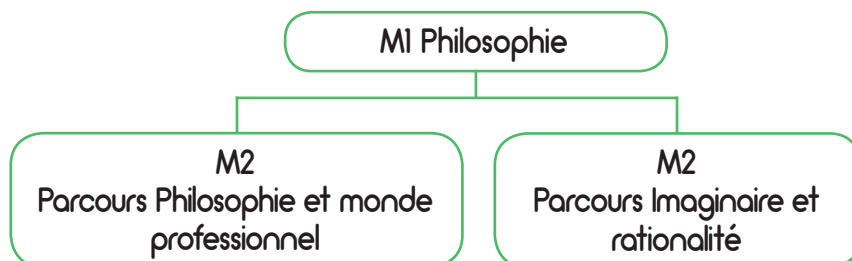 M1 Philosophie
M2
Parcours Philosophie et monde
professionnel
M2
Parcours Imaginaire et
rationalité